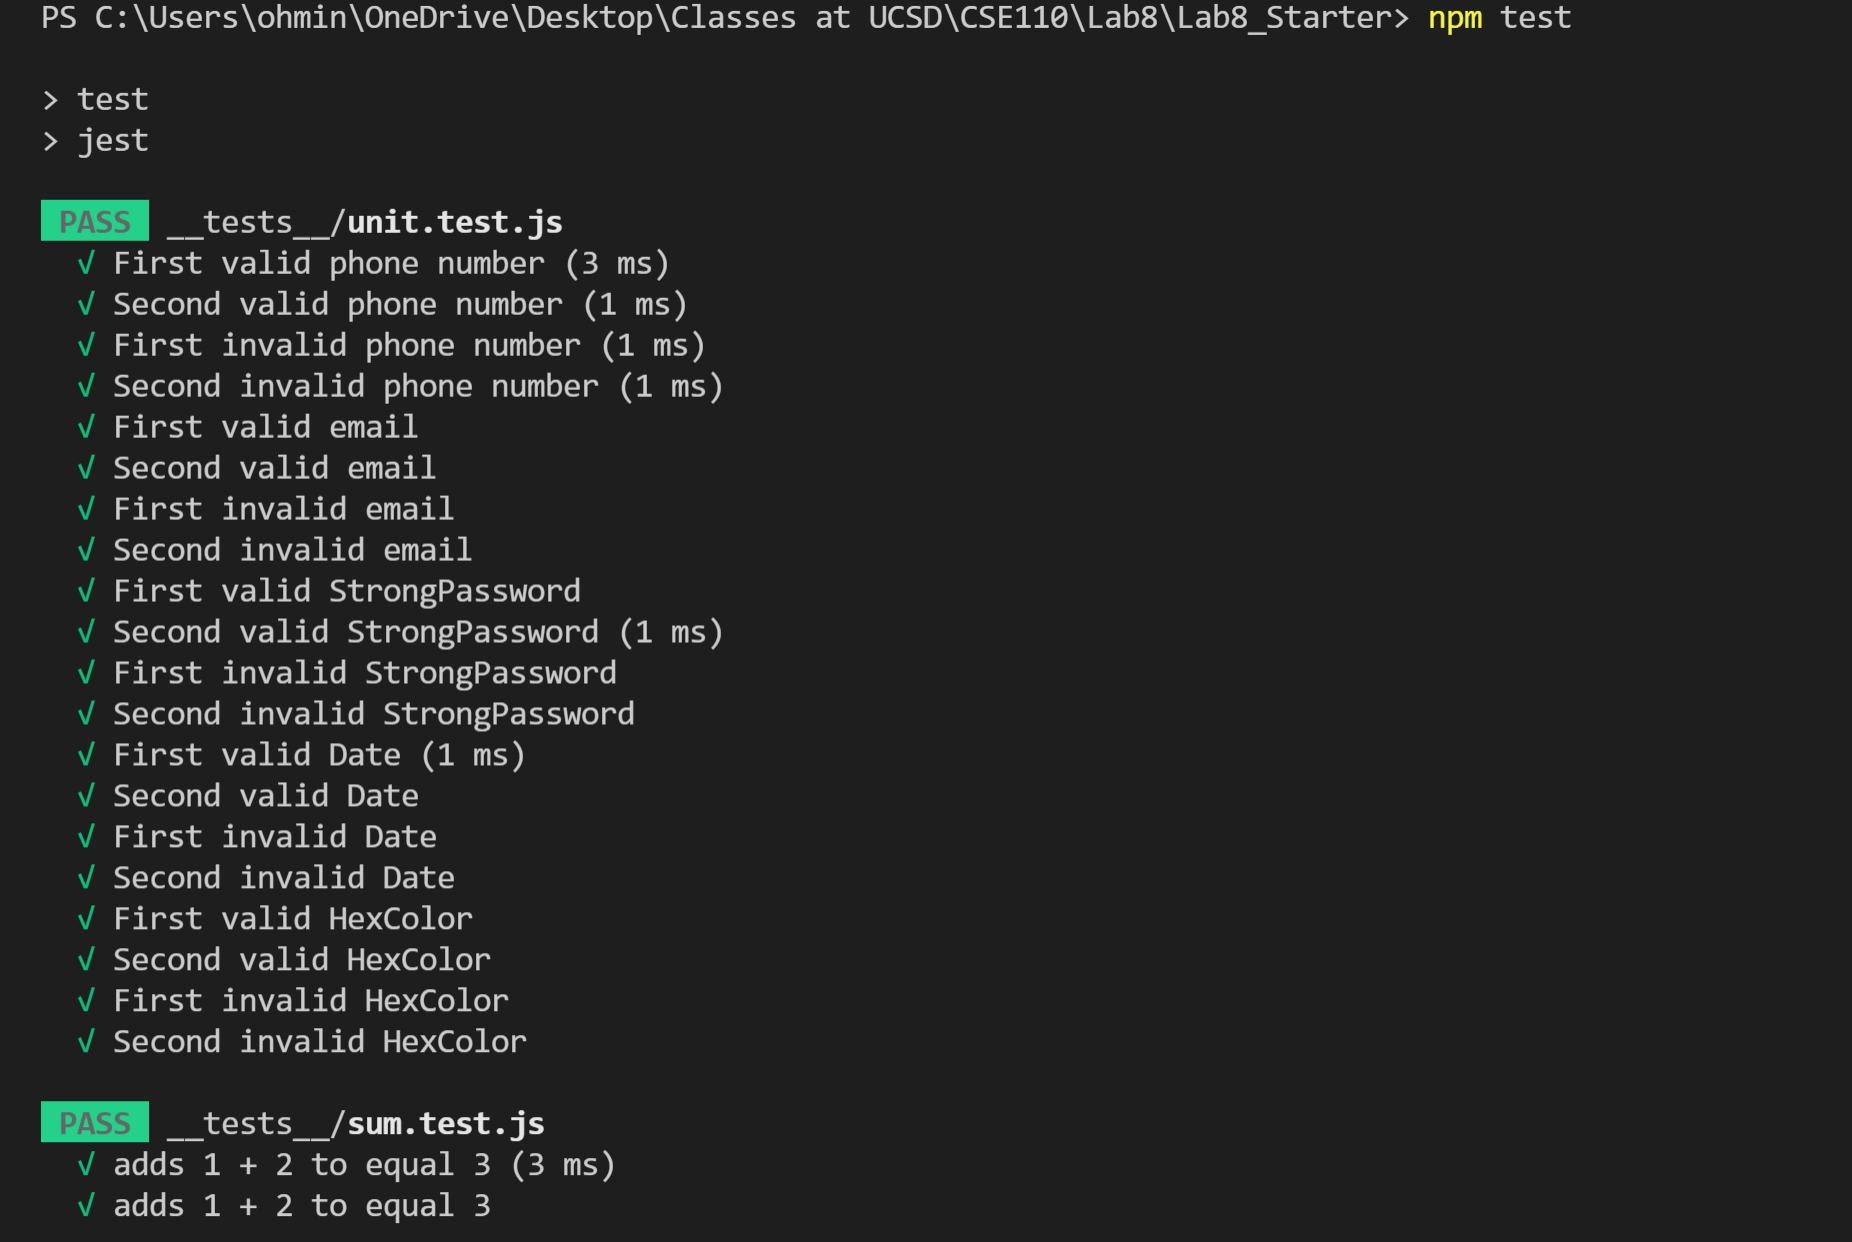 PS C:\Users\ohmin\OneDrive\Desktop\Classes at UCSD\CSE110\Lab8\Lab8_Starter> npm test
> test
> jest
PASS __tests__/unit.test.js
√ First valid phone number (3 ms)
√ Second valid phone number (1 ms)
√ First invalid phone number (1 ms)
√ Second invalid phone number (1 ms)
√ First valid email
√ Second valid email
√ First invalid email
√ Second invalid email
√ First valid StrongPassword
√ Second valid StrongPassword (1 ms)
√ First invalid StrongPassword
√ Second invalid StrongPassword
√ First valid Date (1 ms)
√ Second valid Date
√ First invalid Date
√ Second invalid Date
√ First valid HexColor
√ Second valid HexColor
√ First invalid HexColor
√ Second invalid HexColor
PASS __tests__/sum.test.js
√ adds 1 + 2 to equal 3 (3 ms)
√ adds 1 + 2 to equal 3